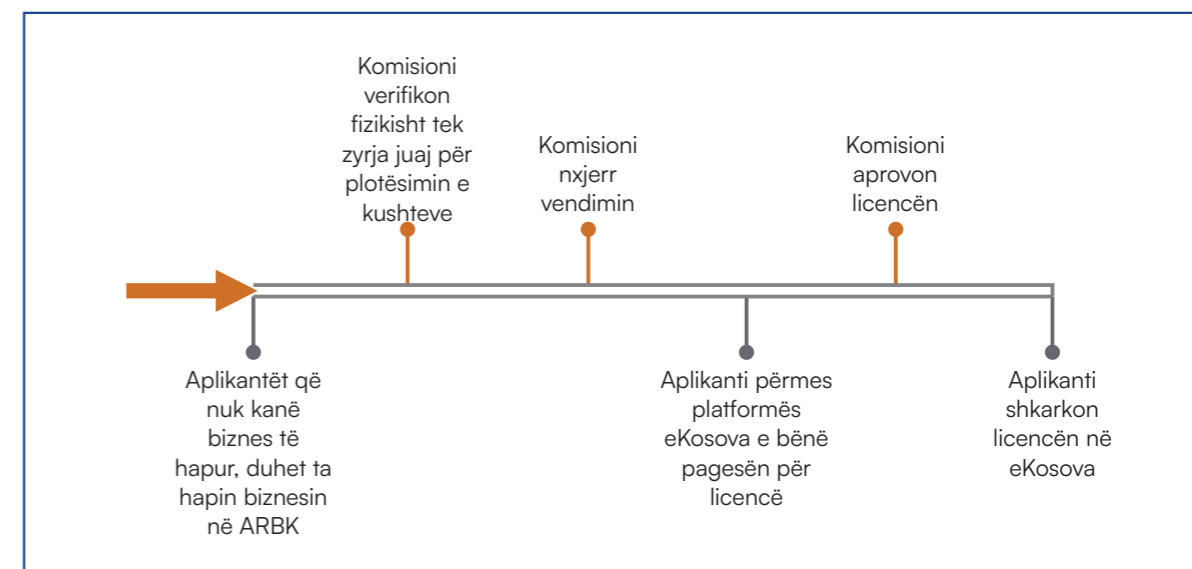 Komisioni
verifikon
fizikisht tek
zyrja juaj për
plotësimin e
kushteve
Komisioni
nxjerr
vendimin
Komisioni
aprovon
licencën
Aplikantët që
nuk kanë
biznes të
hapur, duhet ta
hapin biznesin
në ARBK
Aplikanti përmes
platformës
eKosova e bënë
pagesën për
licencë
Aplikanti
shkarkon
licencën në
eKosova